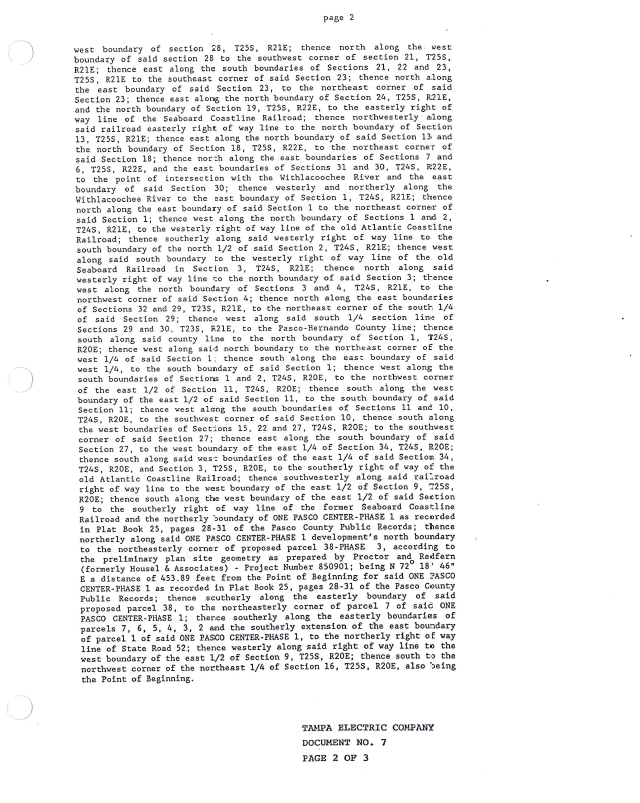 page 2
west boundary of section 28, T25S, R21E; thence north along the west
boundary of said section 28 to the southwest corner of section 21, T25S,
R21E; thence east along the south boundaries of Sections 21, 22 and 23,
T25S, R21E to the southeast corner of said Section 23; thence north along
the east boundary of said Section 23, to the northeast corner of said
Section 23; thence east along the north boundary of Section 24, T25S, R21E,
and the north boundary of Section 19, T25S, R22E, to the easterly right of
way line of the Seaboard Coastline Railroad; thence northwesterly along
said railroad easterly right of way line to the north boundary of Section
13, T25S, R21E; thence east along the north boundary of said Section 13 and
the north boundary of Section 18, T25S, R22E, to the northeast corner of
said Section 18; thence north along the east boundaries of Sections 7 and
6, T25S, R22E, and the east boundaries of Sections 31 and 30, T24S, R22E,
to the point of intersection with the Withlacoochee River and the east
boundary of said Section 30; thence westerly and northerly along the
Withlacoochee River to the east boundary of Section 1, T24S, R21E; thence
north along the east boundary of said Section 1 to the northeast corner of
said Section 1; thence west along the north boundary of Sections 1 and 2,
T24S, R21E, to the westerly right of way line of the old Atlantic Coastline
Railroad; thence southerly along said westerly right of way line to the
south boundary of the north 1/2 of said Section 2, T24S, R21E; thence west
along said south boundary to the westerly right of way line of the old
Seaboard Railroad in Section 3, T24S, R21E; thence north along said
westerly right of way line to the north boundary of said Section 3; thence
west along the north boundary of Sections 3 and 4, T24S, R21E, to the
northwest corner of said Section 4; thence north along the east boundaries
of Sections 32 and 29, T23S, R21E, to the northeast corner of the south 1/4
of said Section 29; thence west along said south 1/4 section line of
Sections 29 and 30, T23S, R21E, to the Pasco-Hernando County line; thence
south along said county line to the north boundary of Section 1, T24S,
R20E; thence west along said north boundary to the northeast corner of the
west 1/4 of said Section 1; thence south along the east boundary of said
west 1/4, to the south boundary of said Section 1; thence west along the
south boundaries of Sections 1 and 2, T24S, R20E, to the northwest corner
of the east 1/2 of Section 11, T24S, R20E; thence south along the west
boundary of the east 1/2 of said Section 11, to the south boundary of said
Section 11; thence west along the south boundaries of Sections 11 and 10,
T24S, R20E, to the southwest corner of said Section 10, thence south along
the west boundaries of Sections 15, 22 and 27, T24S, R20E; to the southwest
corner of said Section 27; thence east along the south boundary of said
Section 27, to the west boundary of the east 1/4 of Section 34, T24S, R20E;
thence south along said west boundaries of the east 1/4 of said Section 34,
T24S, R20E, and Section 3, T25S, R20E, to the southerly right of way of the
old Atlantic Coastline Railroad; thence southwesterly along said railroad
right of way line to the west boundary of the east 1/2 of Section 9, T25S,
R20E; thence south along the west boundary of the east 1/2 of said Section
9 to the southerly right of way line of the former Seaboard Coastline
Railroad and the northerly boundary of ONE PASCO CENTER-PHASE 1 as recorded
in Plat Book 25, pages 28-31 of the Pasco County Public Records; thence
northerly along said ONE PASCO CENTER-PHASE 1 development's north boundary
to the northeasterly corner of proposed parcel 38-PHASE 3, according to
the preliminary plan site geometry as prepared by Proctor and Redfern
(formerly Housel & Associates) - Project Number 850901; being N 72° 18' 46"
E a distance of 453.89 feet from the Point of Beginning for said ONE PASCO
CENTER-PHASE 1 as recorded in Plat Book 25, pages 28-31 of the Pasco County
Public Records; thence scutherly along the easterly boundary of said
proposed parcel 38, to the northeasterly corner of parcel 7 of said ONE
PASCO CENTER-PHASE 1; thence southerly along the easterly boundaries of
parcels 7, 6, 5, 4, 3, 2 and the southerly extension of the east boundary
of parcel 1 of said ONE PASCO CENTER-PHASE 1, to the northerly right of way
line of State Road 52; thence westerly along said right of way line to the
west boundary of the east 1/2 of Section 9, T25S, R20E; thence south to the
northwest corner of the northeast 1/4 of Section 16, T25S, R20E, also being
the Point of Beginning.
TAMPA ELECTRIC COMPANY
DOCUMENT NO. 7
PAGE 2 OF 3